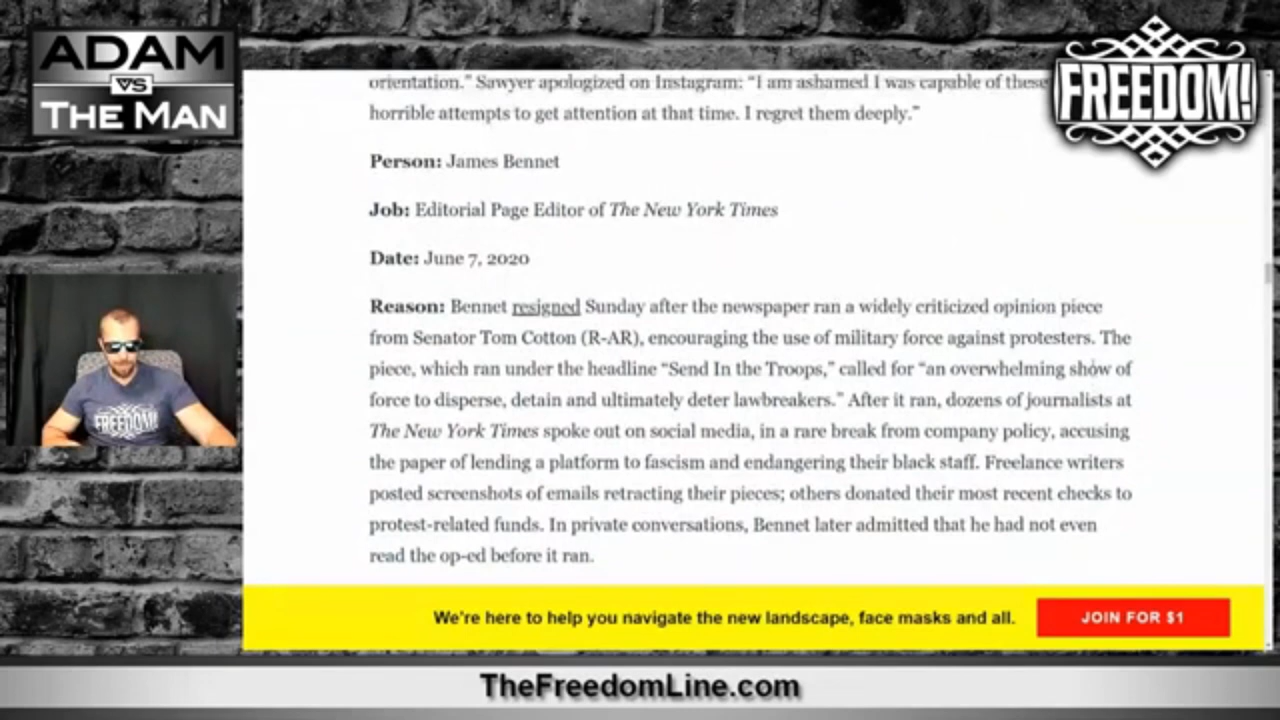 ADAM
VS
THE MAN
FREEDOM!
orientation.” Sawyer apologized on Instagram: “I am ashamed I was capable of these
horrible attempts to get attention at that time. I regret them deeply.”
Person: James Bennet
Job: Editorial Page Editor of The New York Times
Date: June 7, 2020
Reason: Bennet resigned Sunday after the newspaper ran a widely criticized opinion piece
from Senator Tom Cotton (R-AR), encouraging the use of military force against protesters. The
piece, which ran under the headline “Send In the Troops,” called for “an overwhelming show of
force to disperse, detain and ultimately deter lawbreakers.” After it ran, dozens of journalists at
The New York Times spoke out on social media, in a rare break from company policy, accusing
the paper of lending a platform to fascism and endangering their black staff. Freelance writers
posted screenshots of emails retracting their pieces; others donated their most recent checks to
protest-related funds. In private conversations, Bennet later admitted that he had not even
read the op-ed before it ran.
FREEDOM!
We're here to help you navigate the new landscape, face masks and all.
JOIN FOR $1
TheFreedomLine.com